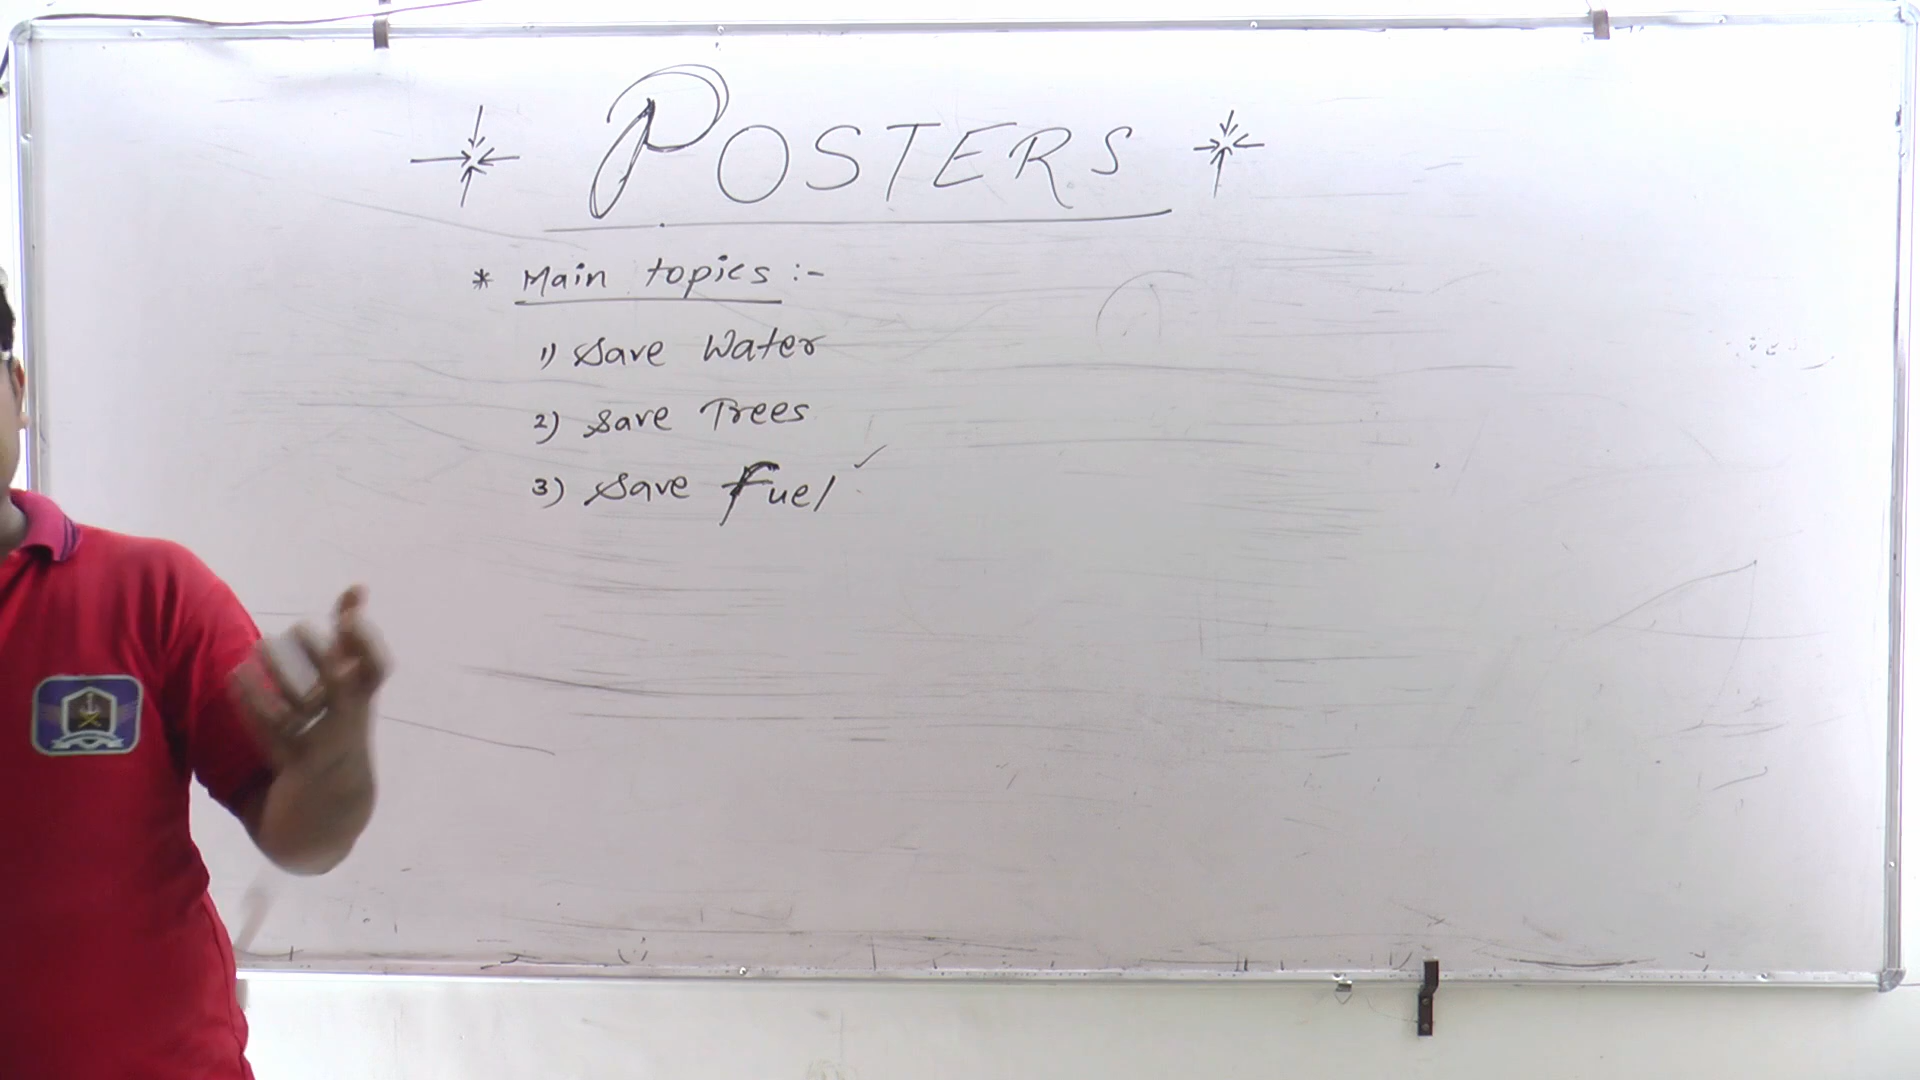 POSTERS
* Main topics :-
1) Save Water
2) Save Trees
3) Save Fuel ✓